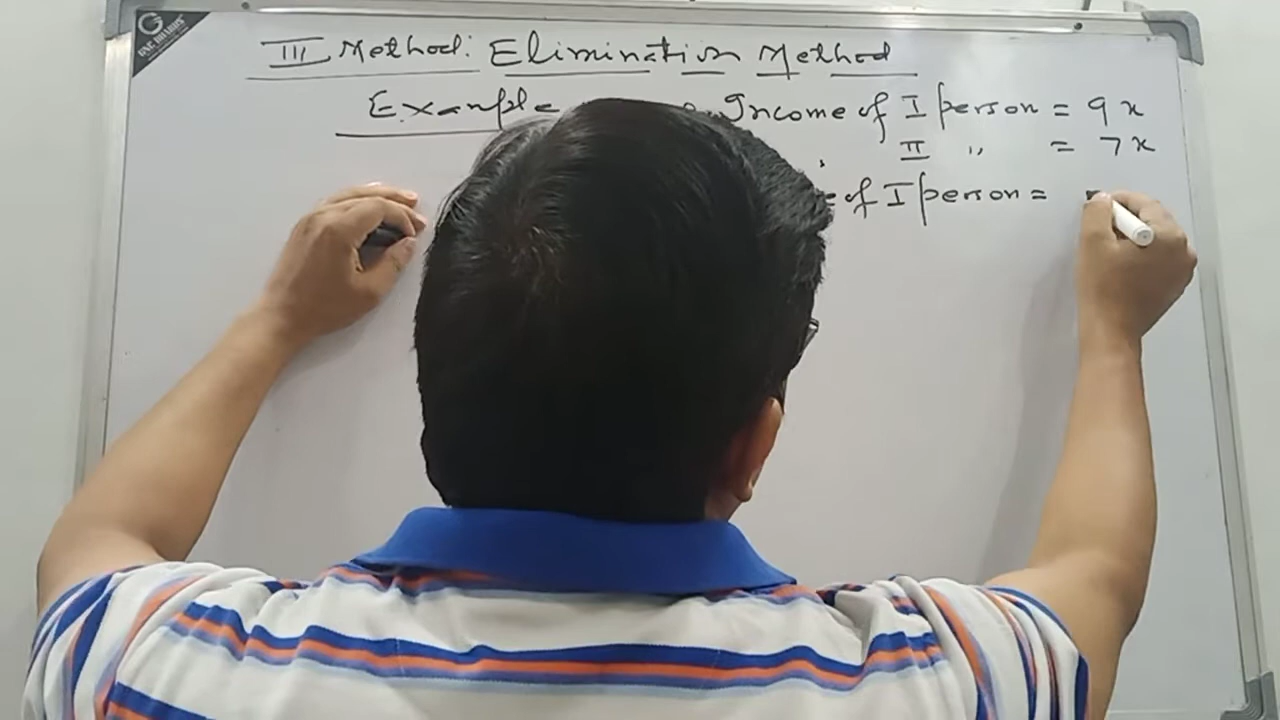 III Method: Elimination Method
Example Income of I person = 9x
II ,, = 7x
of I person =